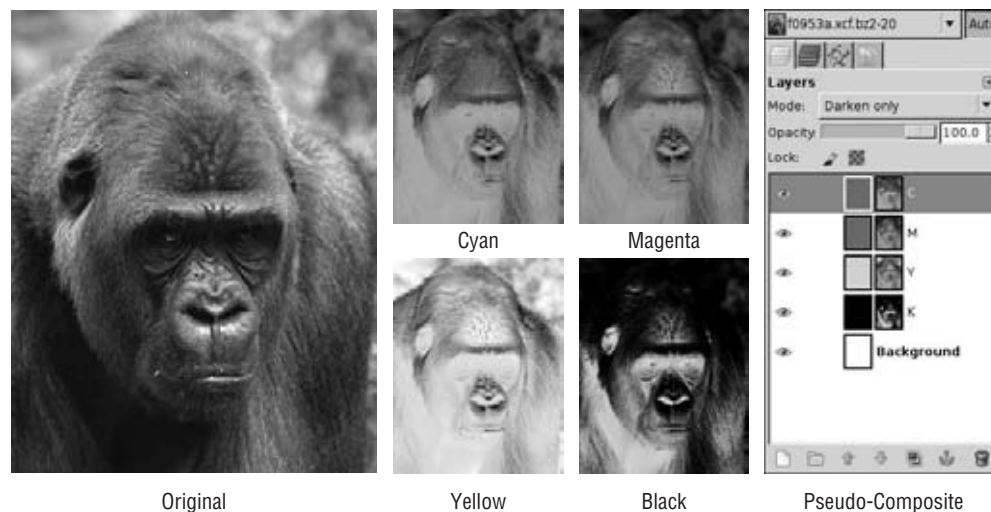 f0953a.xcf.bz2-20
Aut
Layers
Mode: Darken only
Opacity 100.0
Lock:
C
M
Y
K
Background
Cyan
Magenta
Original
Yellow
Black
Pseudo-Composite